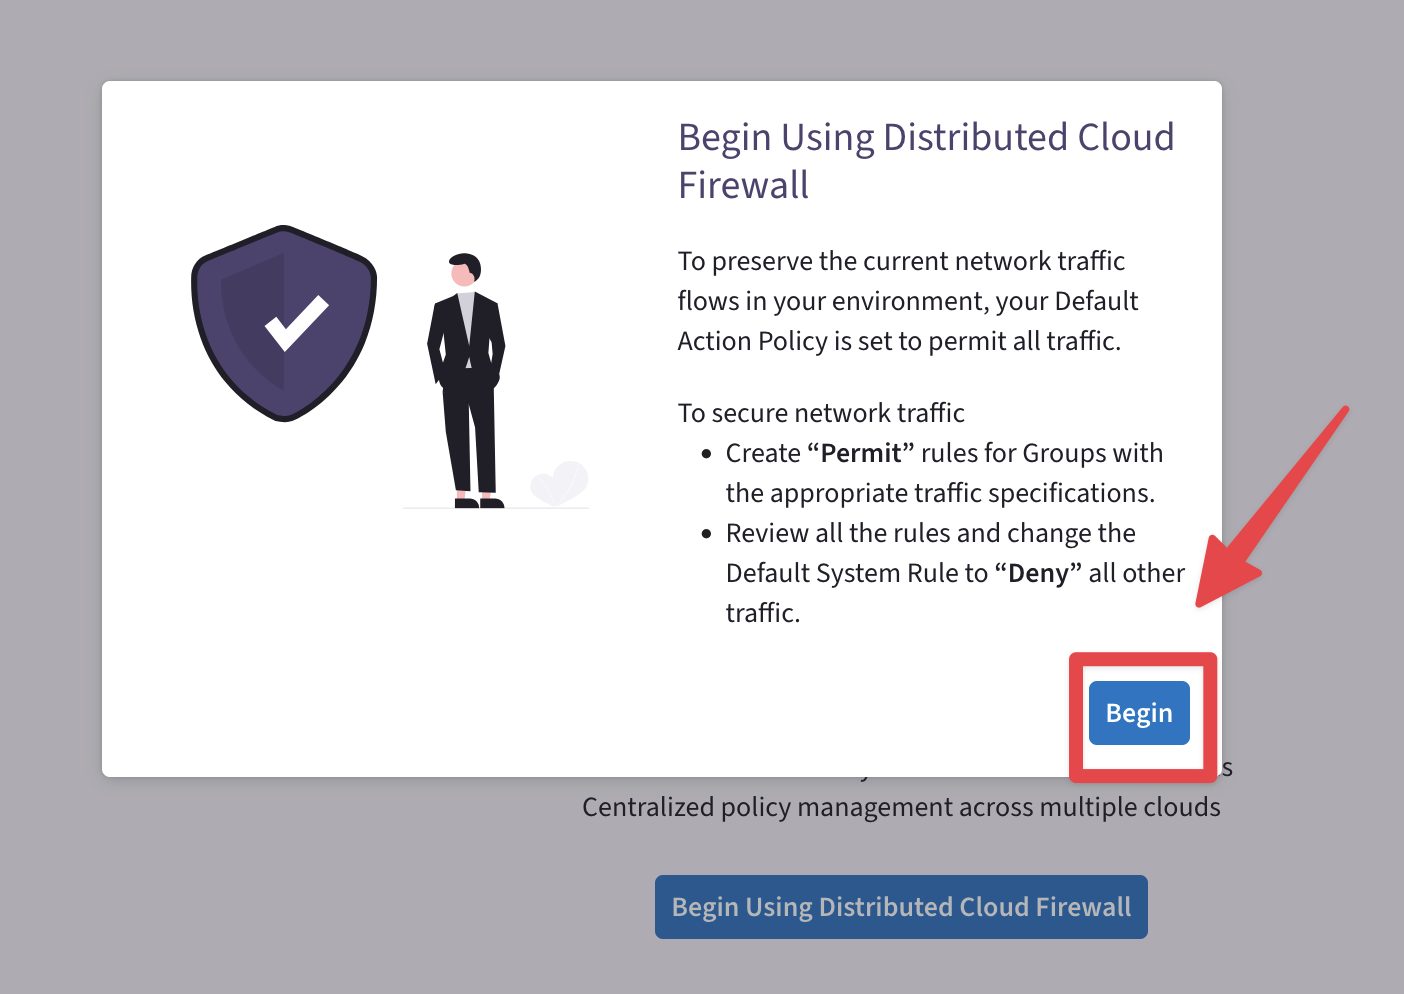 Begin Using Distributed Cloud
Firewall
To preserve the current network traffic
flows in your environment, your Default
Action Policy is set to permit all traffic.
To secure network traffic
• Create “Permit” rules for Groups with
the appropriate traffic specifications.
• Review all the rules and change the
Default System Rule to “Deny” all other
traffic.
Begin
Centralized policy management across multiple clouds
Begin Using Distributed Cloud Firewall